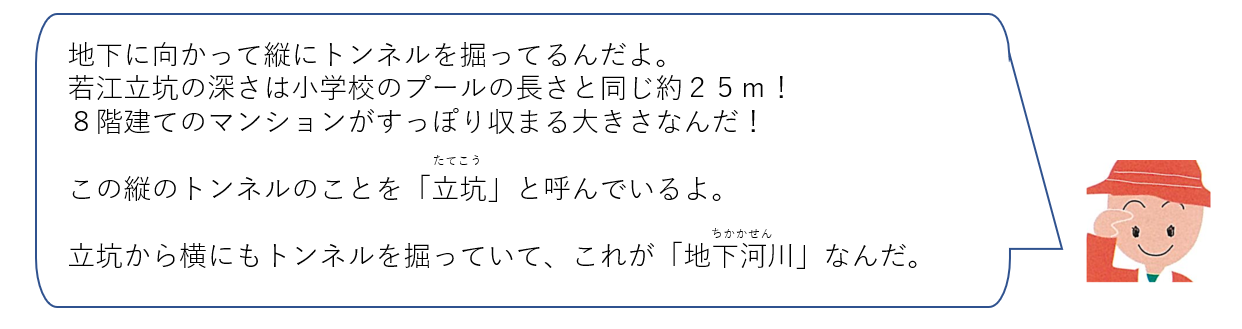 地下に向かって縦にトンネルを掘ってるんだよ。
若江立坑の深さは小学校のプールの長さと同じ約２５ｍ！
８階建てのマンションがすっぽり収まる大きさなんだ！
たてこう
この縦のトンネルのことを「立坑」と呼んでいるよ。
ちかかせん
立坑から横にもトンネルを掘っていて、これが「地下河川」なんだ。